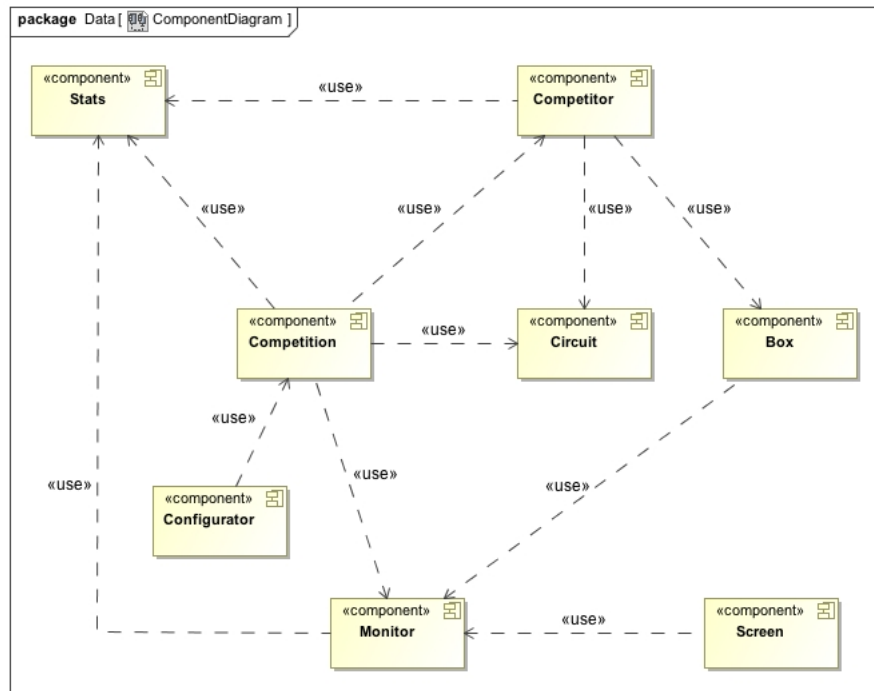 package Data [ ComponentDiagram ]
«component»
Stats
«use»
«component»
Competitor
«use»
«use»
«use»
«use»
«component»
Competition
«use»
«component»
Circuit
«component»
Box
«use»
«use»
«use»
«use»
«component»
Configurator
«component»
Monitor
«use»
«component»
Screen